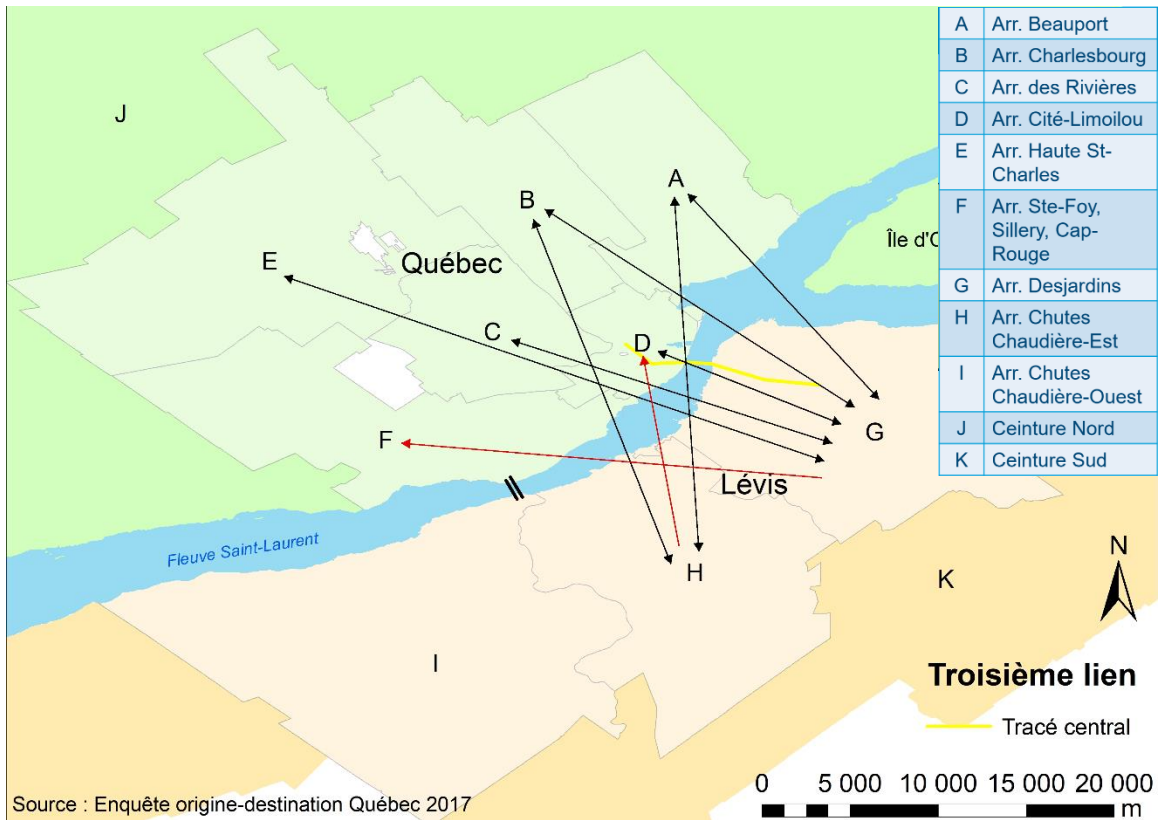 A Arr. Beauport
B Arr. Charlesbourg
C Arr. des Rivières
D Arr. Cité-Limoilou
E Arr. Haute St-
Charles
F Arr. Ste-Foy,
Sillery, Cap-
Rouge
G Arr. Desjardins
H Arr. Chutes
Chaudière-Est
I Arr. Chutes
Chaudière-Ouest
J Ceinture Nord
K Ceinture Sud
J
A
B
Île d'O
E
Québec
C
D
G
F
Lévis
Fleuve Saint-Laurent
H
K
N
I
Troisième lien
Tracé central
0 5 000 10 000 15 000 20 000
m
Source : Enquête origine-destination Québec 2017